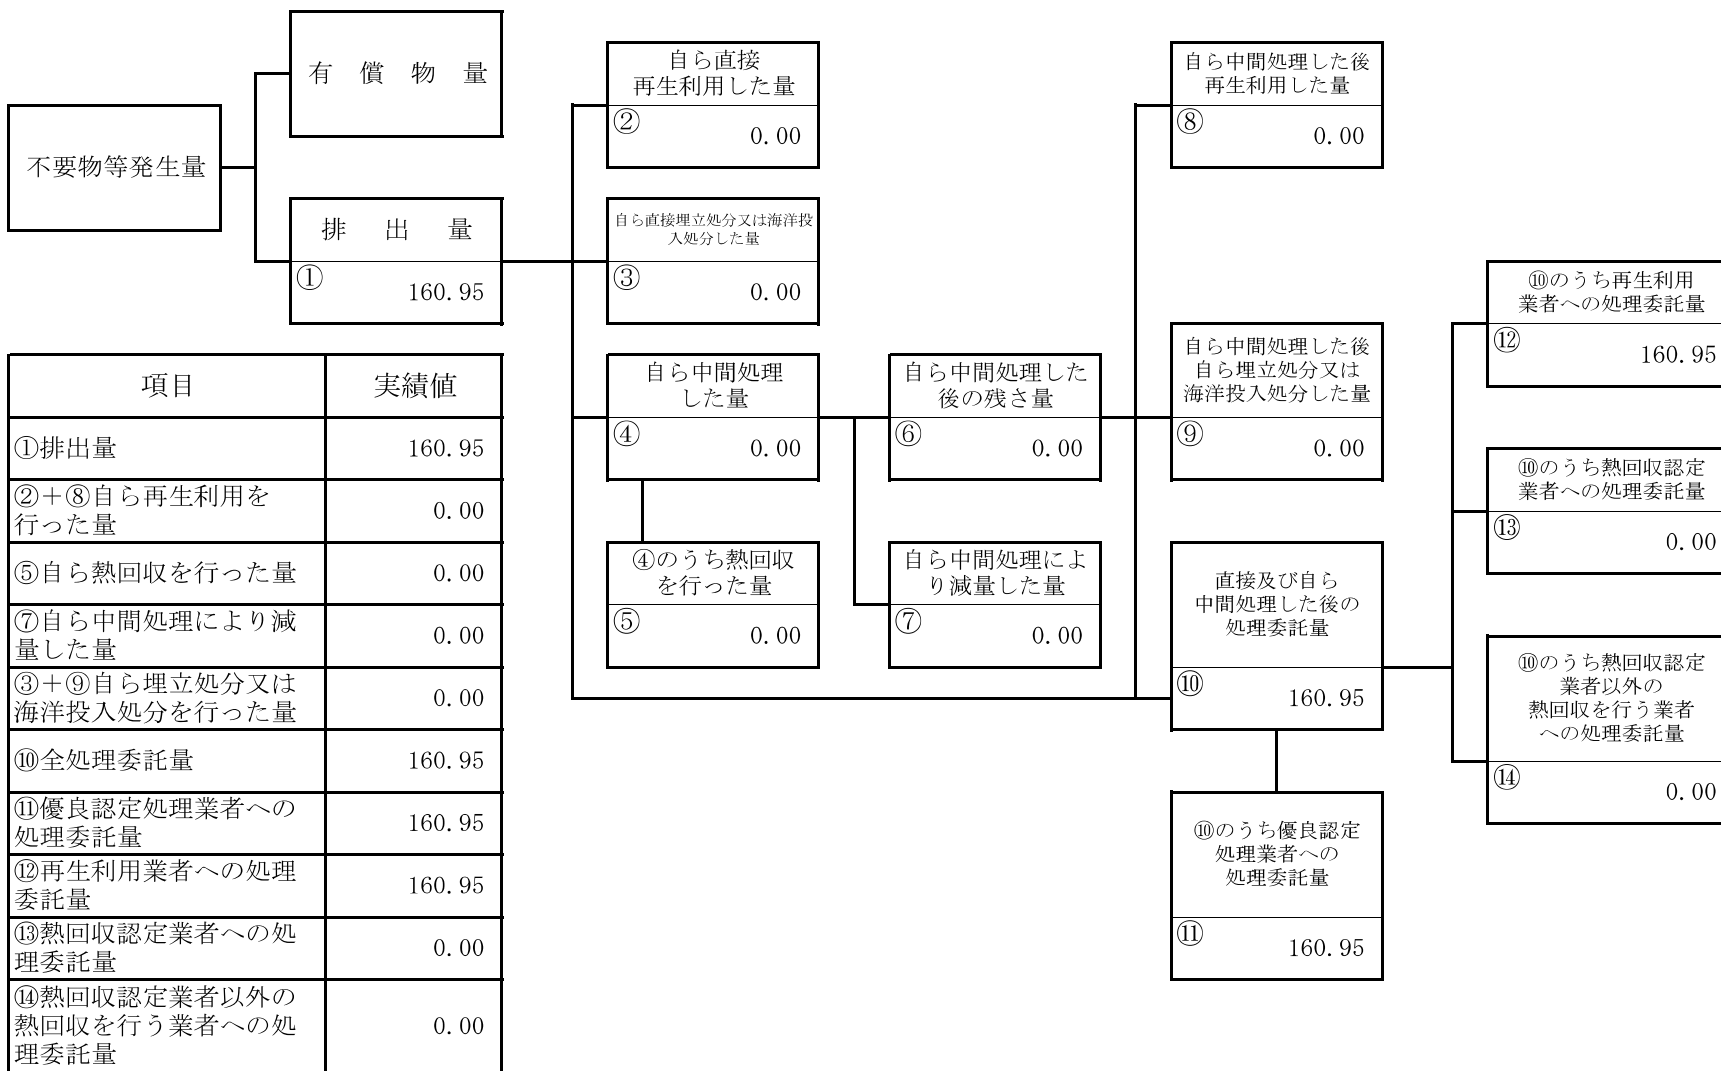 不要物等発生量
有償物量
排出量
①
160.95
自ら直接
再生利用した量
②
0.00
自ら直接埋立処分又は海洋投
入処分した量
③
0.00
自ら中間処理
した量
④
0.00
④のうち熱回収
を行った量
⑤
0.00
自ら中間処理した
後の残さ量
⑥
0.00
自ら中間処理によ
り減量した量
⑦
0.00
自ら中間処理した後
再生利用した量
⑧
0.00
自ら中間処理した後
自ら埋立処分又は
海洋投入処分した量
⑨
0.00
直接及び自ら
中間処理した後の
処理委託量
⑩
160.95
⑩のうち優良認定
処理業者への
処理委託量
⑪
160.95
⑩のうち再生利用
業者への処理委託量
⑫
160.95
⑩のうち熱回収認定
業者への処理委託量
⑬
0.00
⑩のうち熱回収認定
業者以外の
熱回収を行う業者
への処理委託量
⑭
0.00
項目 実績値
①排出量 160.95
②+⑧自ら再生利用を
行った量 0.00
⑤自ら熱回収を行った量 0.00
⑦自ら中間処理により減
量した量 0.00
③+⑨自ら埋立処分又は
海洋投入処分を行った量 0.00
⑩全処理委託量 160.95
⑪優良認定処理業者への
処理委託量 160.95
⑫再生利用業者への処理
委託量 160.95
⑬熱回収認定業者への処
理委託量 0.00
⑭熱回収認定業者以外の
熱回収を行う業者への処
理委託量 0.00